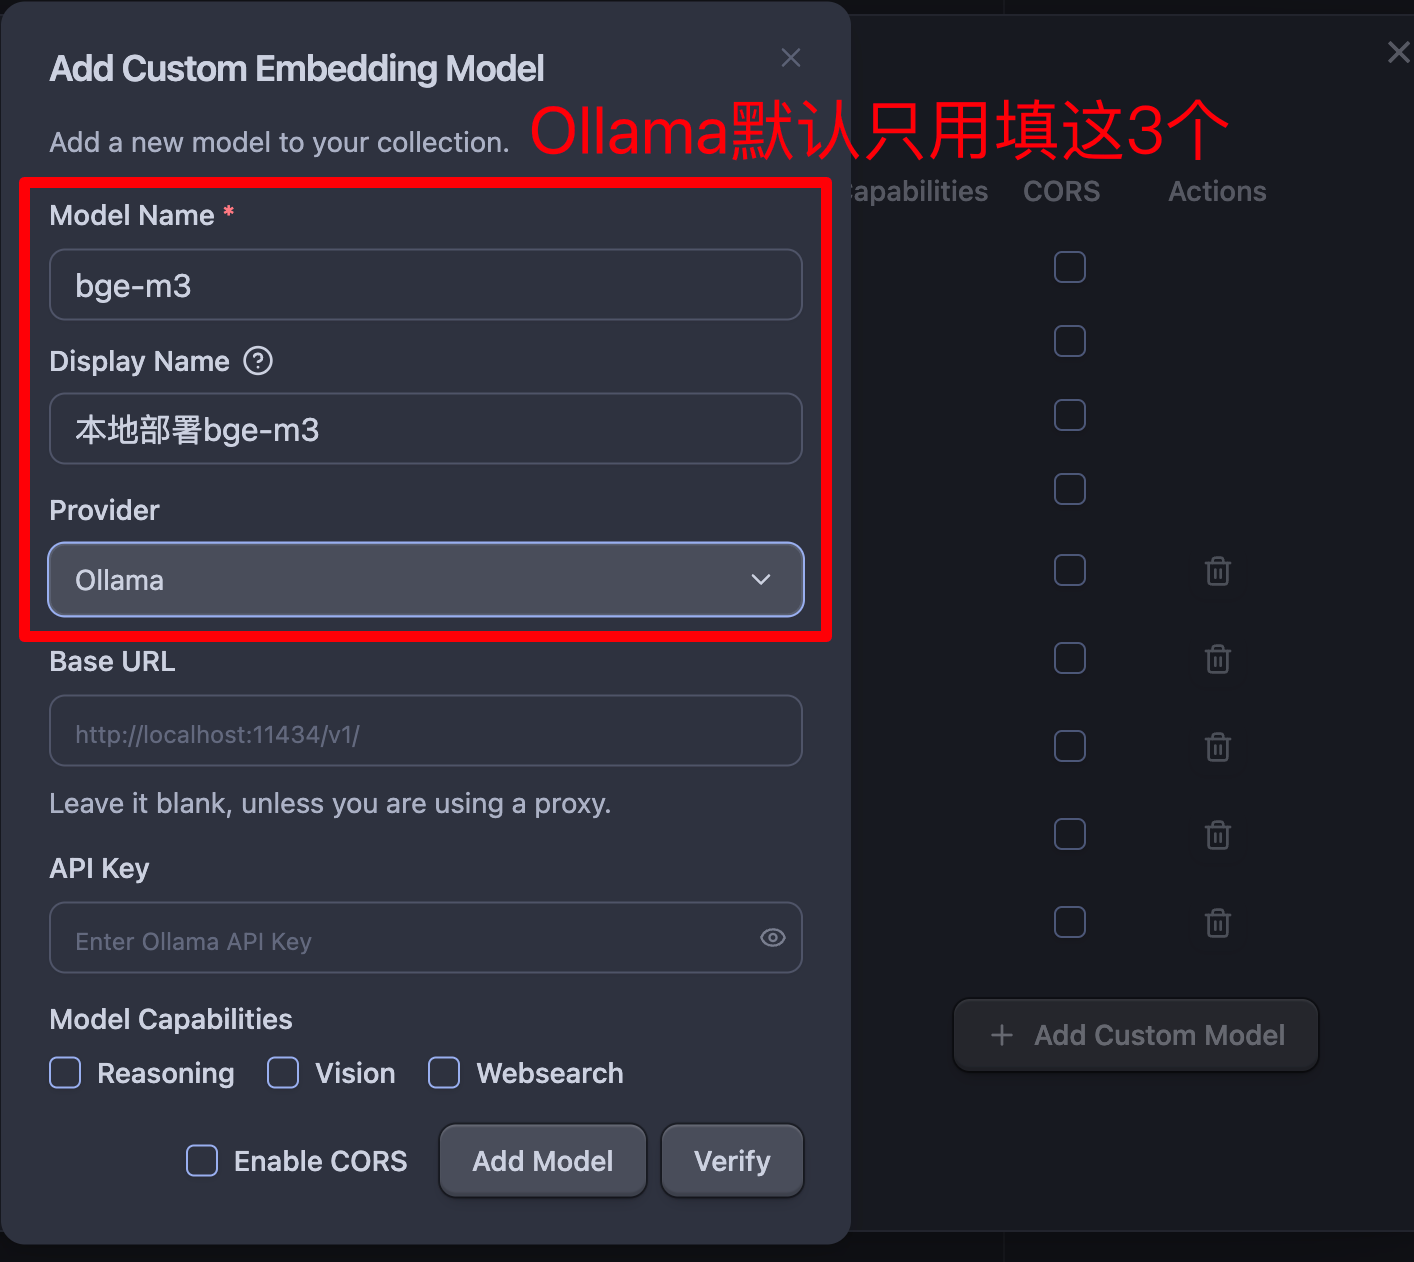 Add Custom Embedding Model
Add a new model to your collection.
Ollama默认只用填这3个
Capabilities CORS Actions
Model Name *
bge-m3
Display Name
本地部署bge-m3
Provider
Ollama
Base URL
http://localhost:11434/v1/
Leave it blank, unless you are using a proxy.
API Key
Enter Ollama API Key
Model Capabilities
Reasoning Vision Websearch
Enable CORS Add Model Verify
+ Add Custom Model